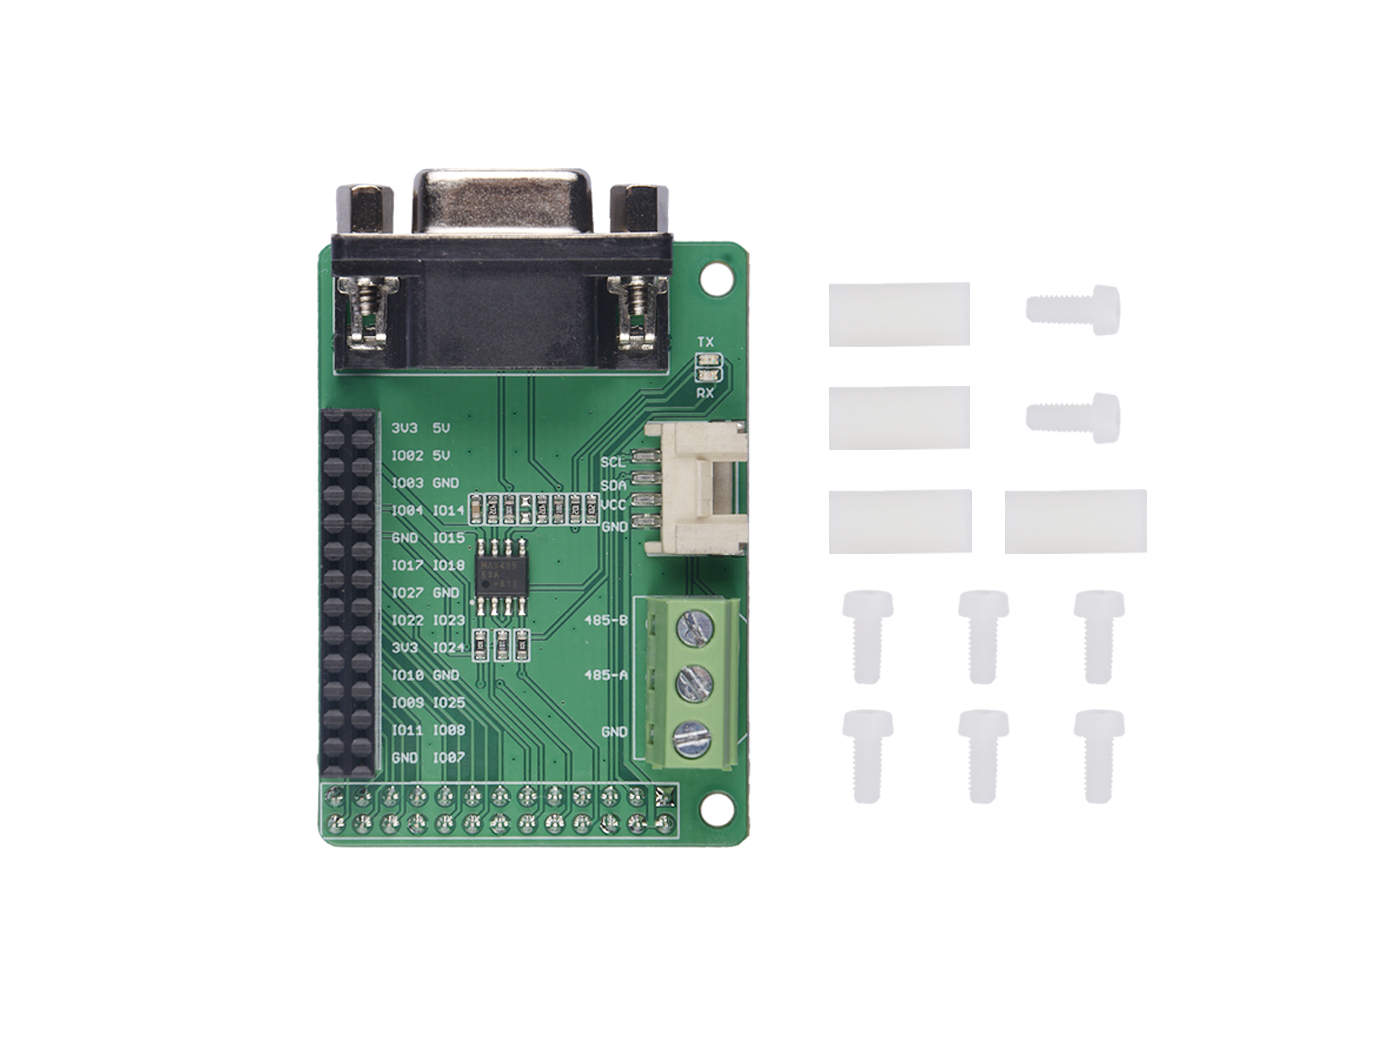 TX
RX
3V3 5V
IO02 5V
IO03 GND
IO04 IO14
GND IO15
IO17 IO18
IO27 GND
IO22 IO23
3V3 IO24
IO10 GND
IO09 IO25
IO11 IO08
GND IO07
SCL
SDA
VCC
GND
485-B
485-A
GND